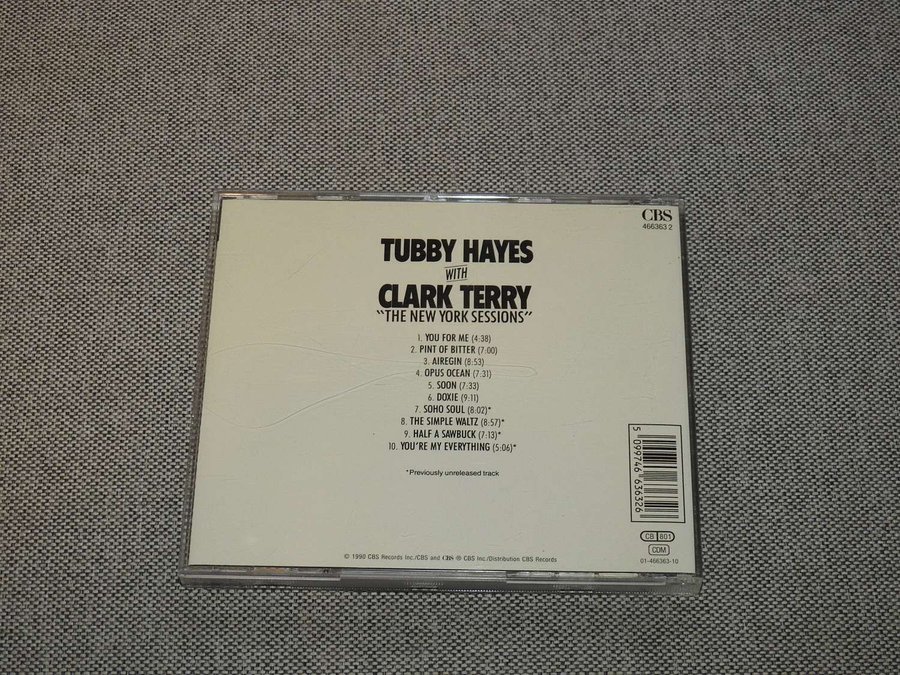 CBS
466363 2
TUBBY HAYES
WITH
CLARK TERRY
"THE NEW YORK SESSIONS"
1. YOU FOR ME (4:38)
2. PINT OF BITTER (7:00)
3. AIREGIN (8:53)
4. OPUS OCEAN (7:31)
5. SOON (7:33)
6. DOXIE (9:11)
7. SOHO SOUL (8:02)*
8. THE SIMPLE WALTZ (8:57)*
9. HALF A SAWBUCK (7:13)*
10. YOU'RE MY EVERYTHING (5:06)*
*Previously unreleased track
5 099746 636326
CB 801
CDM
01-466363-10
© 1990 CBS Records Inc./CBS and CBS ® CBS Inc./Distribution CBS Records